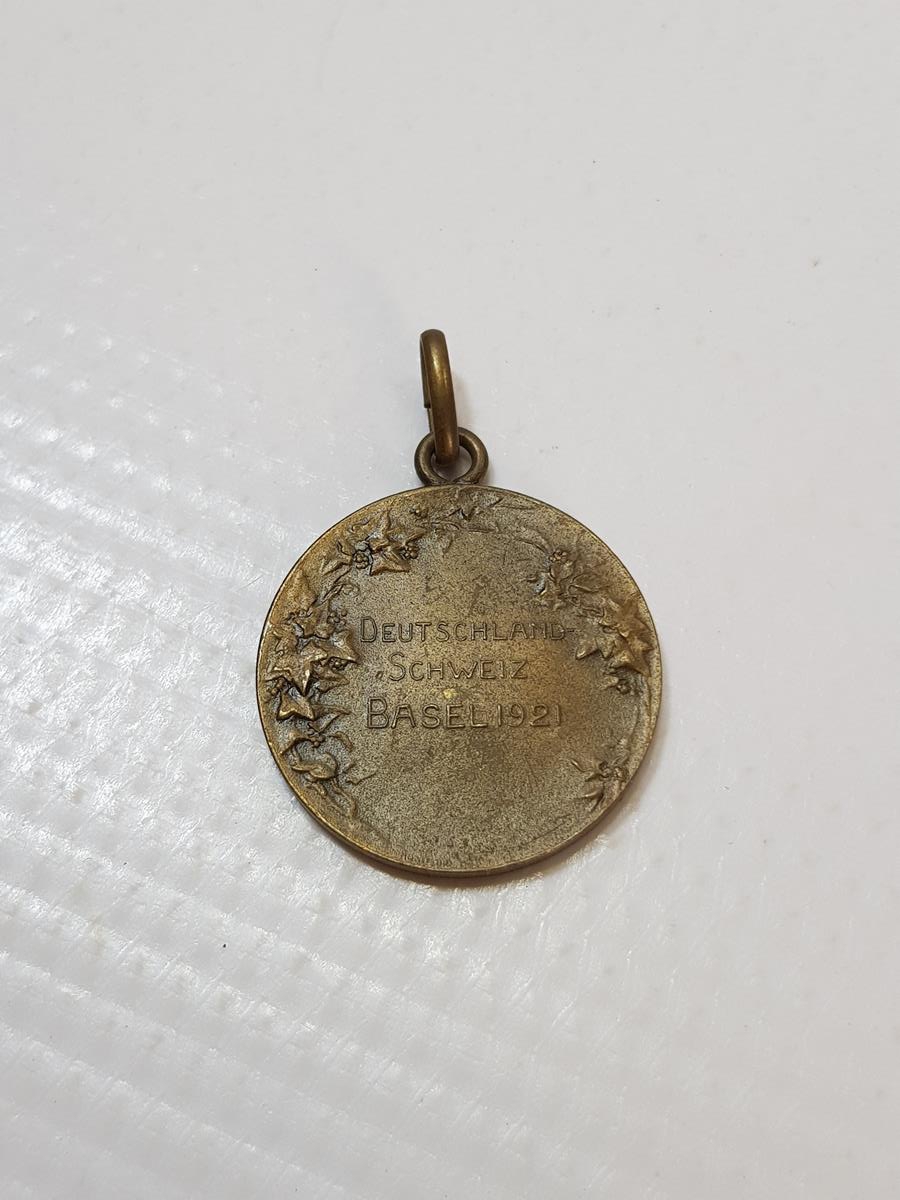 DEUTSCHLAND-
SCHWEIZ
BASEL 1921